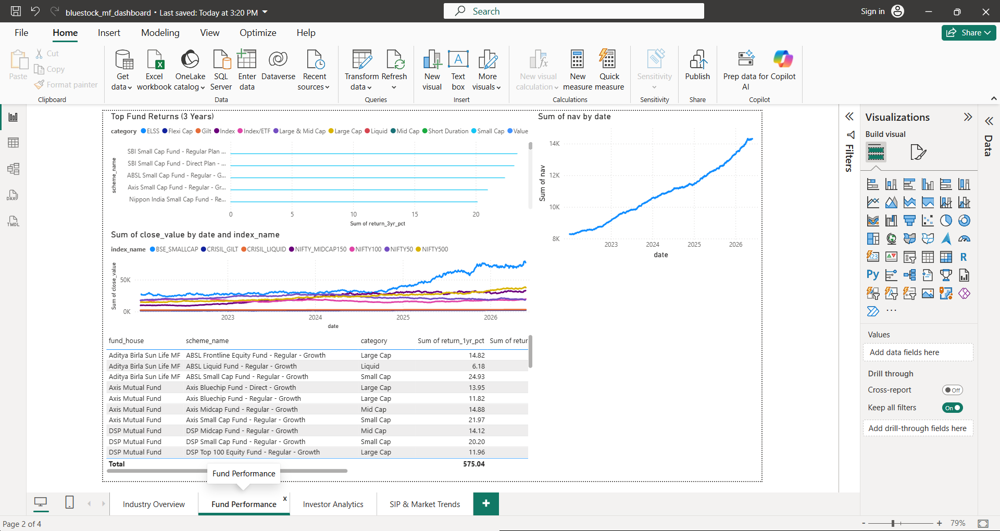 bluestock_mf_dashboard • Last saved: Today at 3:20 PM
Search
Sign in
File Home Insert Modeling View Optimize Help
Share
Paste
Cut
Copy
Format painter
Clipboard
Get data
Excel workbook
OneLake catalog
SQL Server
Enter data
Dataverse
Recent sources
Data
Transform data
Refresh
Queries
New visual
Text box
More visuals
Insert
New visual calculation
New measure
Quick measure
Calculations
Sensitivity
Sensitivity
Publish
Share
Prep data for AI
Copilot
Copilot
DAX
TMDL
Top Fund Returns (3 Years)
category ELSS Flexi Cap Gilt Index Index/ETF Large & Mid Cap Large Cap Liquid Mid Cap Short Duration Small Cap Value
scheme_name
SBI Small Cap Fund - Regular Plan ...
SBI Small Cap Fund - Direct Plan - ...
ABSL Small Cap Fund - Regular - G...
Axis Small Cap Fund - Regular - Gr...
Nippon India Small Cap Fund - Re...
0 5 10 15 20
Sum of return_3yr_pct
Sum of nav by date
Sum of nav
14K
12K
10K
8K
2023 2024 2025 2026
date
Sum of close_value by date and index_name
index_name BSE_SMALLCAP CRISIL_GILT CRISIL_LIQUID NIFTY_MIDCAP150 NIFTY100 NIFTY50 NIFTY500
Sum of close_value
50K
0K
2023 2024 2025 2026
date
fund_house scheme_name category Sum of return_1yr_pct Sum of retur
Aditya Birla Sun Life MF ABSL Frontline Equity Fund - Regular - Growth Large Cap 14.82
Aditya Birla Sun Life MF ABSL Liquid Fund - Regular - Growth Liquid 6.18
Aditya Birla Sun Life MF ABSL Small Cap Fund - Regular - Growth Small Cap 24.93
Axis Mutual Fund Axis Bluechip Fund - Direct - Growth Large Cap 13.95
Axis Mutual Fund Axis Bluechip Fund - Regular - Growth Large Cap 11.82
Axis Mutual Fund Axis Midcap Fund - Regular - Growth Mid Cap 14.88
Axis Mutual Fund Axis Small Cap Fund - Regular - Growth Small Cap 21.97
DSP Mutual Fund DSP Midcap Fund - Regular - Growth Mid Cap 14.12
DSP Mutual Fund DSP Small Cap Fund - Regular - Growth Small Cap 20.20
DSP Mutual Fund DSP Top 100 Equity Fund - Regular - Growth Large Cap 11.96
Total 575.04
Fund Performance
Filters
Visualizations
Build visual
123
R
Py
...
Values
Add data fields here
Drill through
Cross-report Off
Keep all filters On
Add drill-through fields here
Data
Industry Overview
Fund Performance x
Investor Analytics
SIP & Market Trends
+
Page 2 of 4
- + 79%